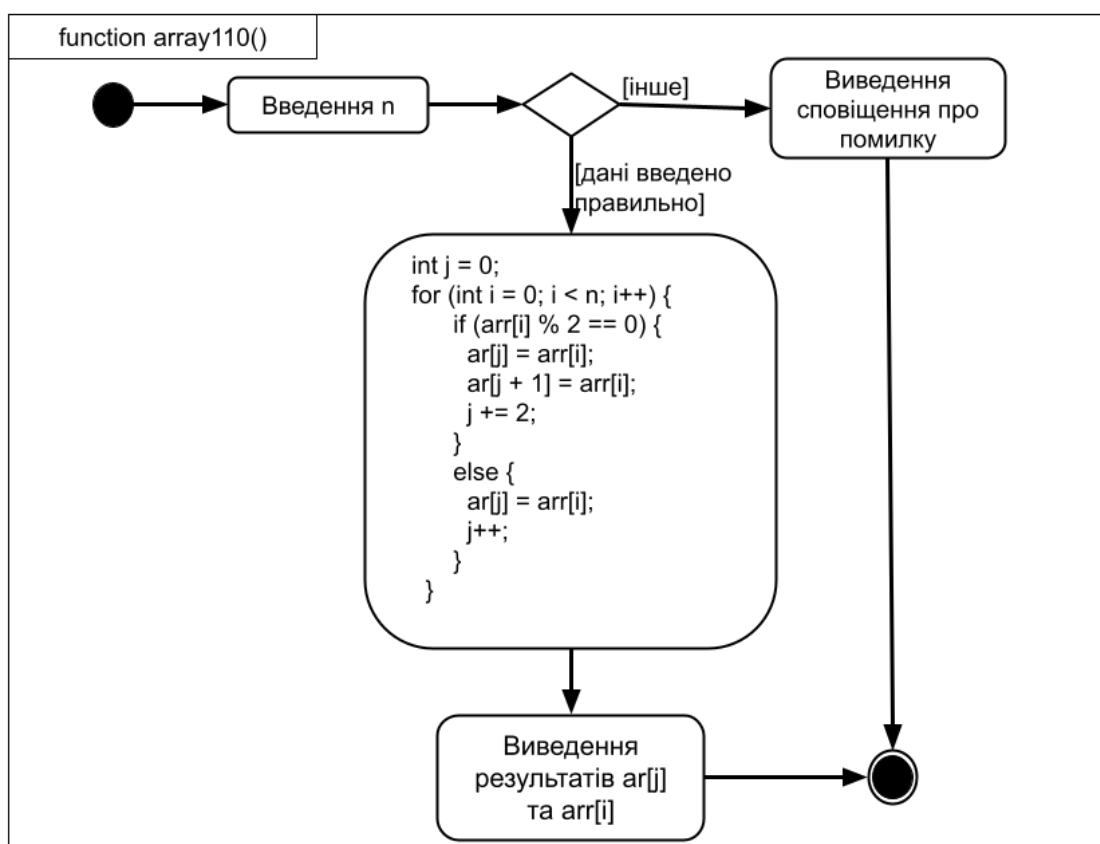 function array110()
Введення n
[інше]
Виведення
сповіщення про
помилку
[дані введено
правильно]
int j = 0;
for (int i = 0; i < n; i++) {
if (arr[i] % 2 == 0) {
ar[j] = arr[i];
ar[j + 1] = arr[i];
j += 2;
}
else {
ar[j] = arr[i];
j++;
}
}
Виведення
результатів ar[j]
та arr[i]